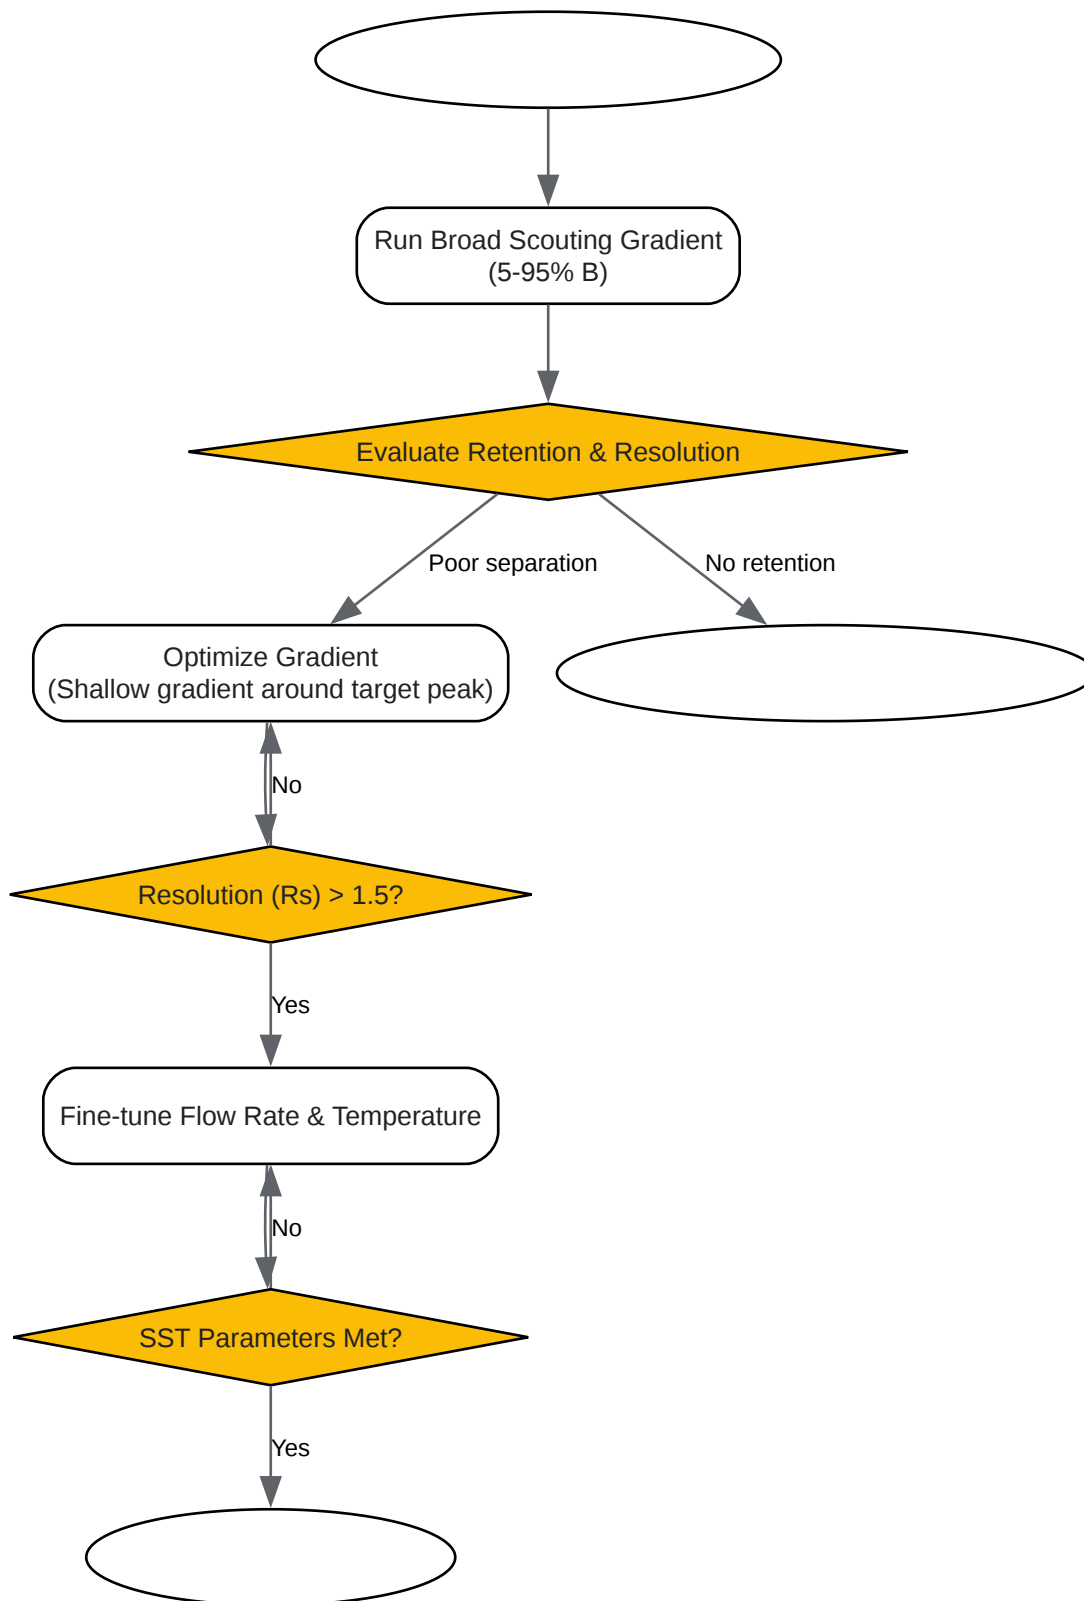 Run Broad Scouting Gradient
(5-95% B)
Evaluate Retention & Resolution
Poor separation
No retention
Optimize Gradient
(Shallow gradient around target peak)
No
Resolution (Rs) > 1.5?
Yes
Fine-tune Flow Rate & Temperature
No
SST Parameters Met?
Yes